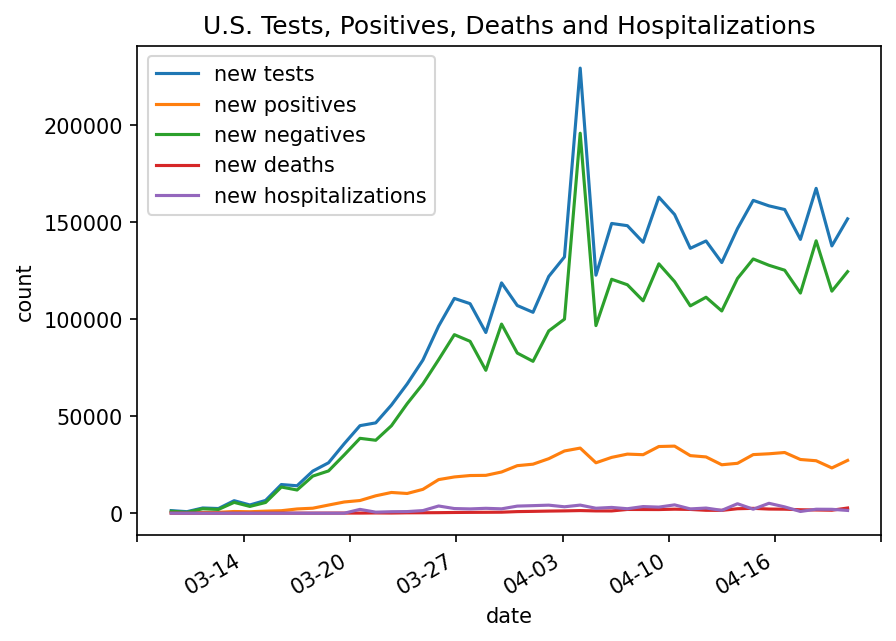 U.S. Tests, Positives, Deaths and Hospitalizations
new tests
new positives
new negatives
new deaths
new hospitalizations
200000
150000
100000
50000
0
count
03-14
03-20
03-27
04-03
04-10
04-16
date